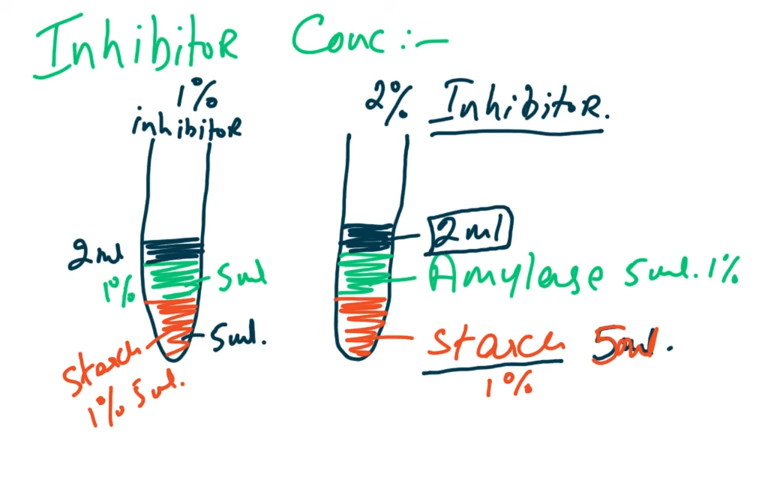 Inhibitor Conc :-
1%
inhibitor
2% Inhibitor.
2ml
1%
5ml
5ml.
Starch
1% 5ml.
2ml
Amylase 5ml. 1%
Starch 5ml.
1%